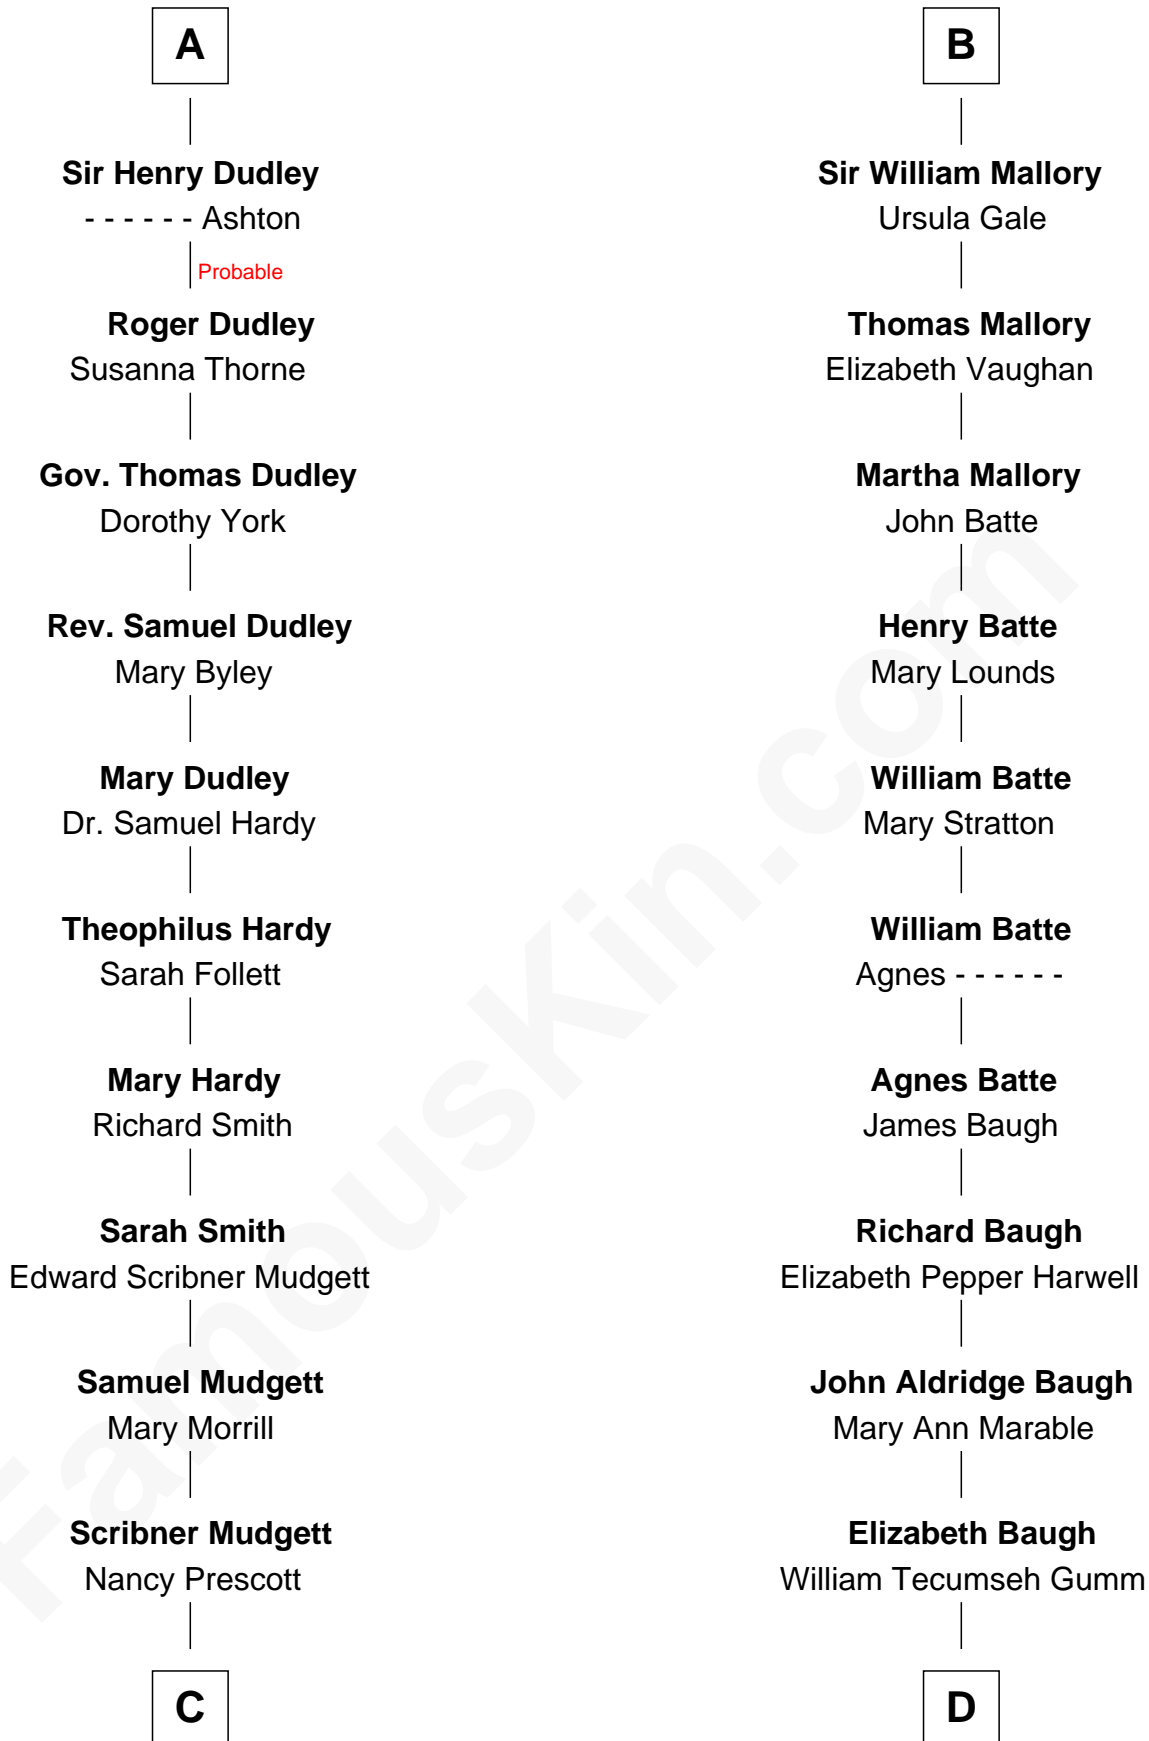 A
Sir Henry Dudley
- - - - - - Ashton
Probable
Roger Dudley
Susanna Thorne
Gov. Thomas Dudley
Dorothy York
Rev. Samuel Dudley
Mary Byley
Mary Dudley
Dr. Samuel Hardy
Theophilus Hardy
Sarah Follett
Mary Hardy
Richard Smith
Sarah Smith
Edward Scribner Mudgett
Samuel Mudgett
Mary Morrill
Scribner Mudgett
Nancy Prescott
C
B
Sir William Mallory
Ursula Gale
Thomas Mallory
Elizabeth Vaughan
Martha Mallory
John Batte
Henry Batte
Mary Lounds
William Batte
Mary Stratton
William Batte
Agnes - - - - - -
Agnes Batte
James Baugh
Richard Baugh
Elizabeth Pepper Harwell
John Aldridge Baugh
Mary Ann Marable
Elizabeth Baugh
William Tecumseh Gumm
D
FamousKin.com